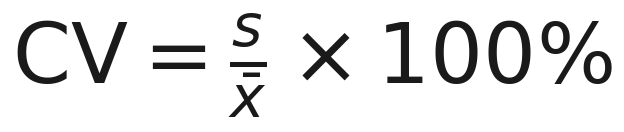 CV = s/x̄ × 100%